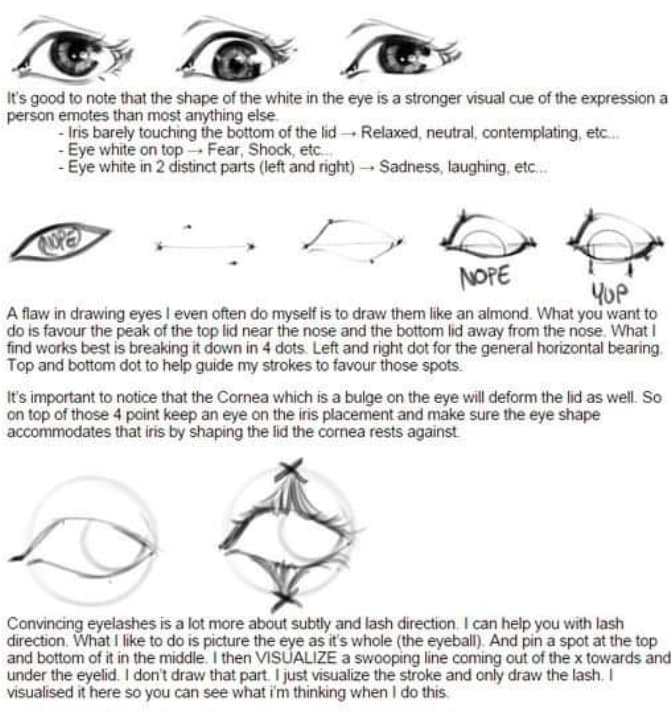 It's good to note that the shape of the white in the eye is a stronger visual cue of the expression a
person emotes than most anything else.
- Iris barely touching the bottom of the lid → Relaxed, neutral, contemplating, etc...
- Eye white on top → Fear, Shock, etc...
- Eye white in 2 distinct parts (left and right) → Sadness, laughing, etc...
NOPE
NOPE
YUP
A flaw in drawing eyes I even often do myself is to draw them like an almond. What you want to
do is favour the peak of the top lid near the nose and the bottom lid away from the nose. What I
find works best is breaking it down in 4 dots. Left and right dot for the general horizontal bearing.
Top and bottom dot to help guide my strokes to favour those spots.
It's important to notice that the Cornea which is a bulge on the eye will deform the lid as well. So
on top of those 4 point keep an eye on the iris placement and make sure the eye shape
accommodates that iris by shaping the lid the cornea rests against.
Convincing eyelashes is a lot more about subtly and lash direction. I can help you with lash
direction. What I like to do is picture the eye as it's whole (the eyeball). And pin a spot at the top
and bottom of it in the middle. I then VISUALIZE a swooping line coming out of the x towards and
under the eyelid. I don't draw that part. I just visualize the stroke and only draw the lash. I
visualised it here so you can see what i'm thinking when I do this.